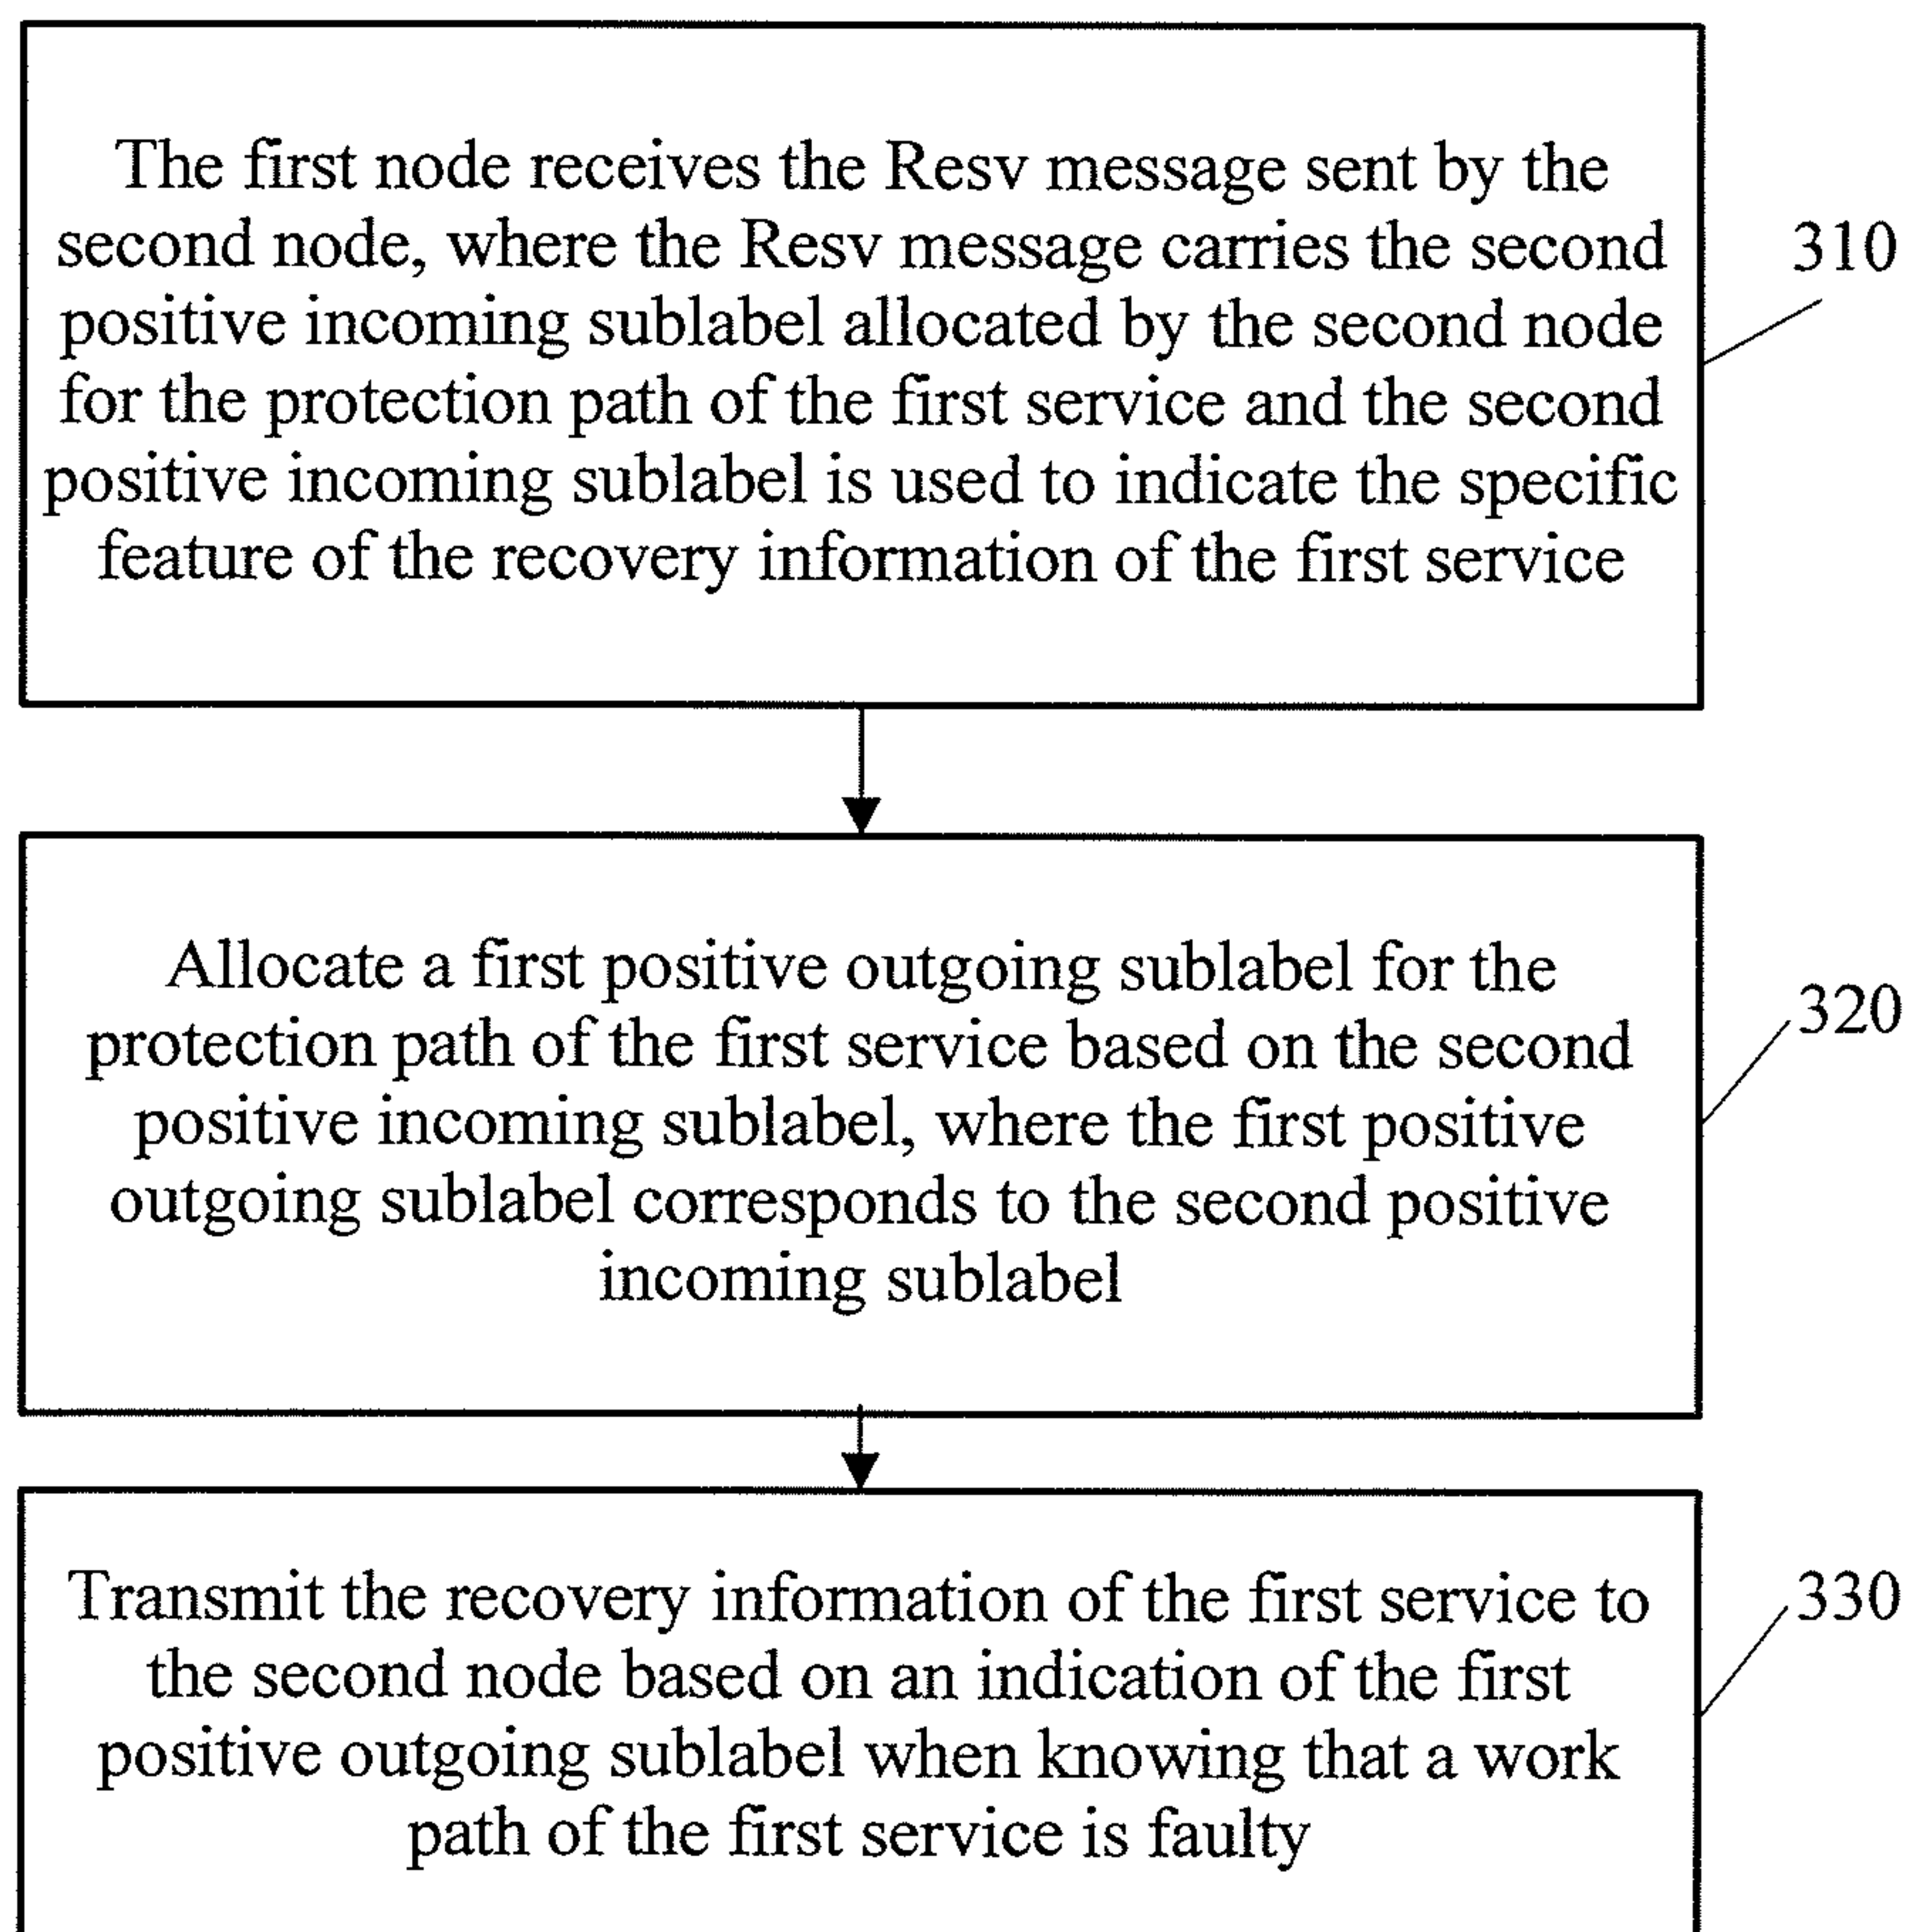 The first node receives the Resv message sent by the
second node, where the Resv message carries the second
positive incoming sublabel allocated by the second node
for the protection path of the first service and the second
positive incoming sublabel is used to indicate the specific
feature of the recovery information of the first service
310
Allocate a first positive outgoing sublabel for the
protection path of the first service based on the second
positive incoming sublabel, where the first positive
outgoing sublabel corresponds to the second positive
incoming sublabel
320
Transmit the recovery information of the first service to
the second node based on an indication of the first
positive outgoing sublabel when knowing that a work
path of the first service is faulty
330